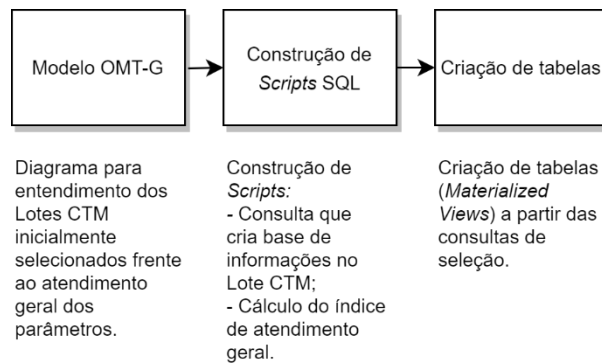 Modelo OMT-G
Construção de
Scripts SQL
Criação de tabelas
Diagrama para
entendimento dos
Lotes CTM
inicialmente
selecionados frente
ao atendimento
geral dos
parâmetros.
Construção de
Scripts:
- Consulta que
cria base de
informações no
Lote CTM;
- Cálculo do índice
de atendimento
geral.
Criação de tabelas
(Materialized
Views) a partir das
consultas de
seleção.